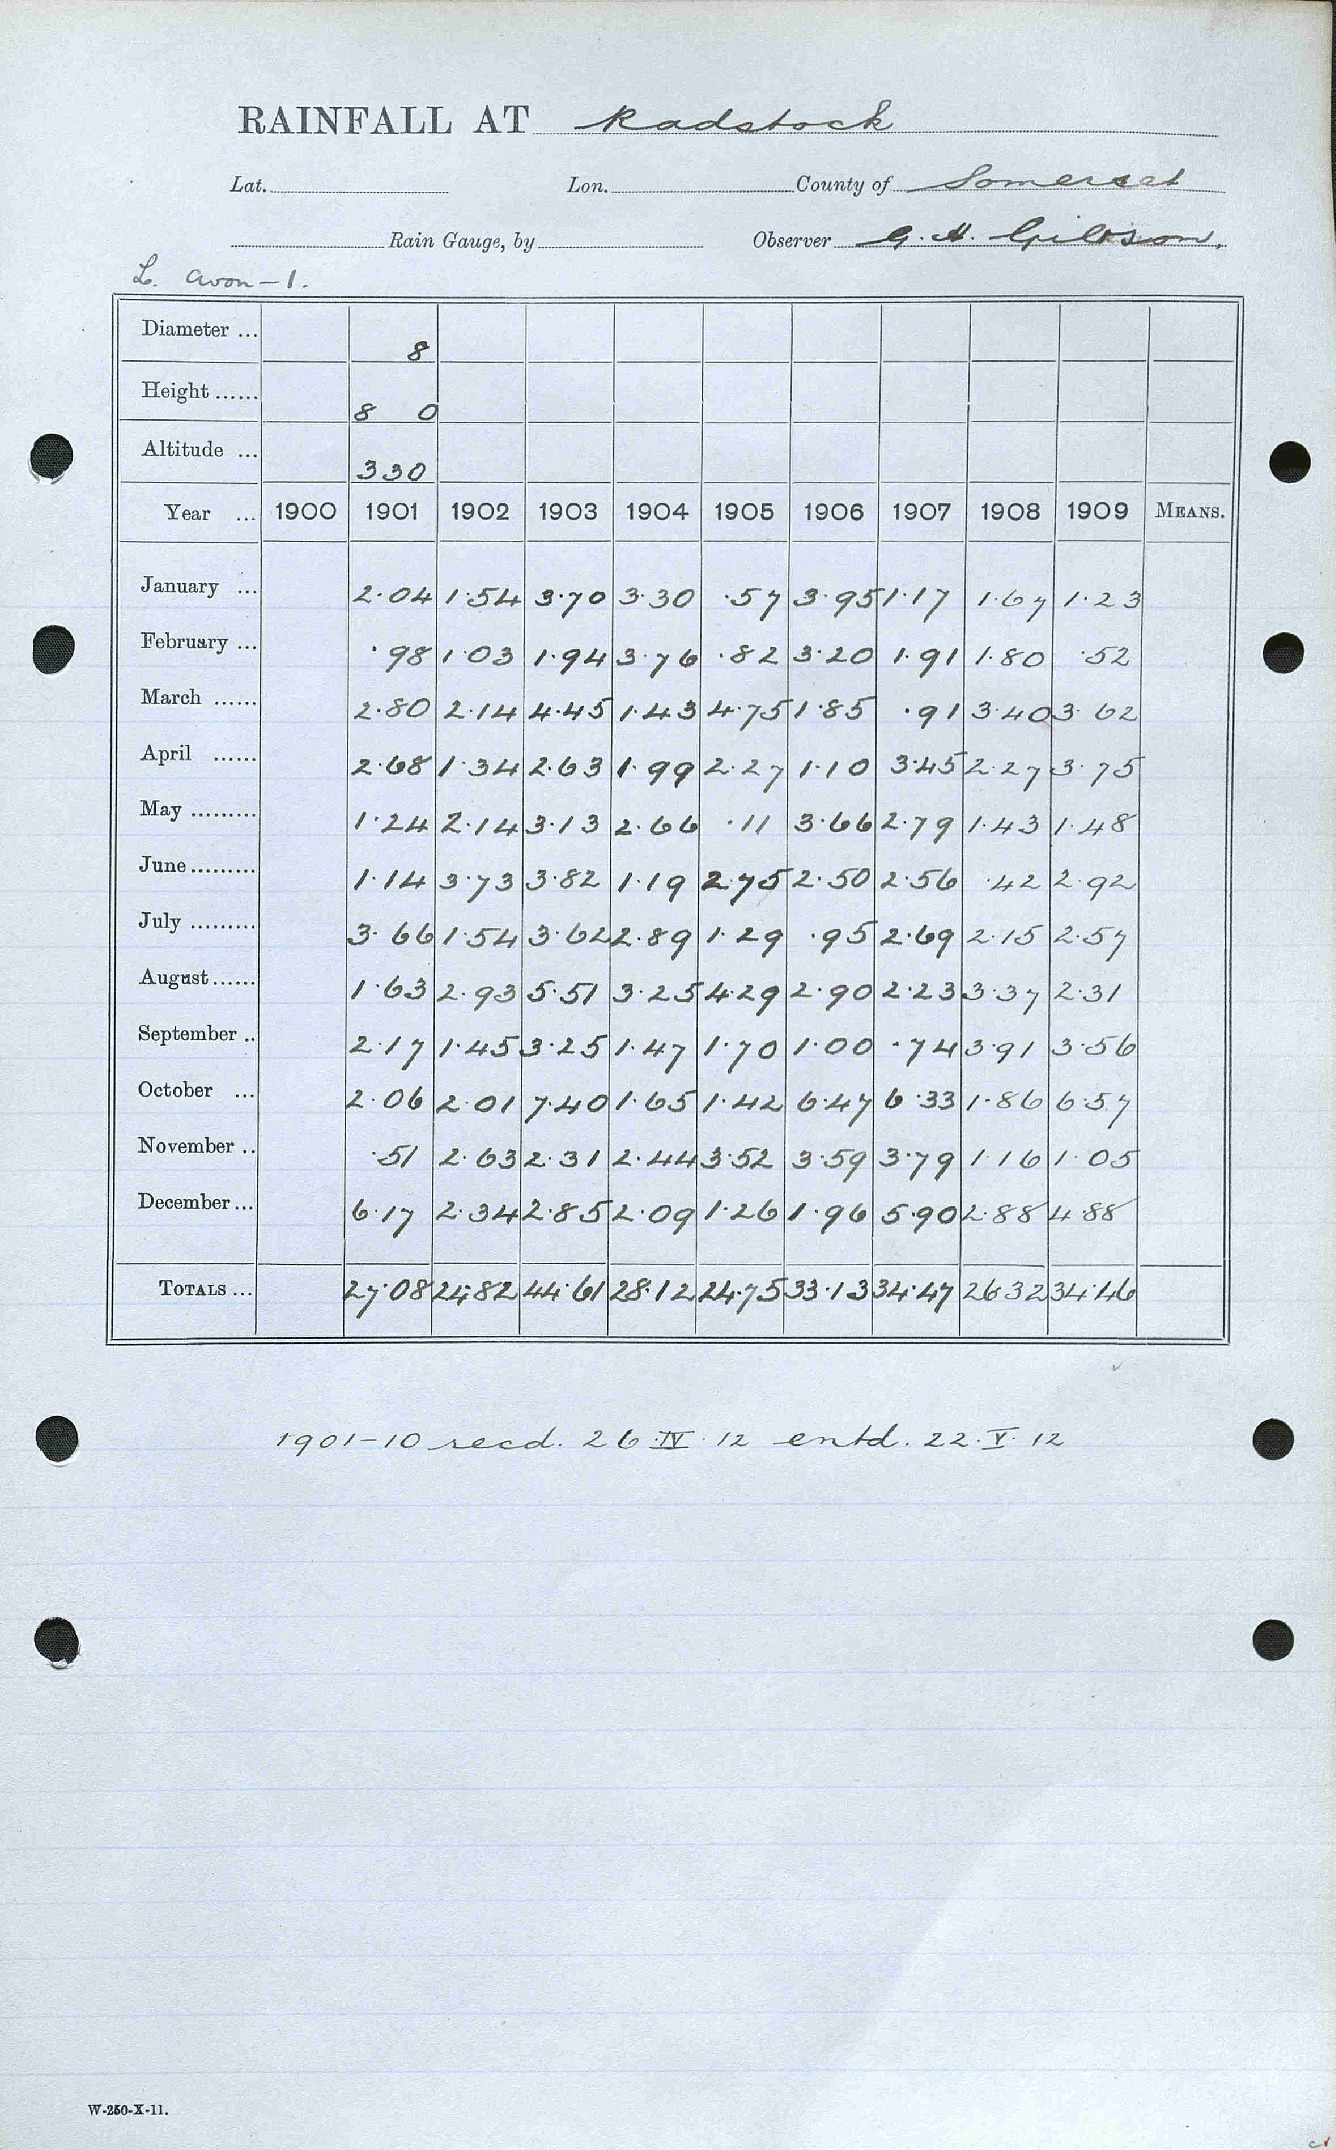 RAINFALL AT Radstock
Lat. Lon. County of Somerset
Rain Gauge, by Observer G. H. Gibson.
L. Avon - 1.
Diameter ... 8
Height ...... 8 0
Altitude ... 330
Year ... 1900 1901 1902 1903 1904 1905 1906 1907 1908 1909 MEANS.
January ... 2.04 1.54 3.70 3.30 .57 3.95 1.17 1.67 1.23
February ... .98 1.03 1.94 3.76 .82 3.20 1.91 1.80 .52
March ...... 2.80 2.14 4.45 1.43 4.75 1.85 .91 3.40 3.62
April ...... 2.68 1.34 2.63 1.99 2.27 1.10 3.45 2.27 3.75
May ......... 1.24 2.14 3.13 2.66 .11 3.66 2.79 1.43 1.48
June ......... 1.14 3.73 3.82 1.19 2.75 2.50 2.56 .42 2.92
July ......... 3.66 1.54 3.62 2.89 1.29 .95 2.69 2.15 2.57
August ...... 1.63 2.93 5.51 3.25 4.29 2.90 2.23 3.37 2.31
September .. 2.17 1.45 3.25 1.47 1.70 1.00 .74 3.91 3.56
October ... 2.06 2.01 7.40 1.65 1.42 6.47 6.33 1.86 6.57
November .. .51 2.63 2.31 2.44 3.52 3.59 3.79 1.16 1.05
December ... 6.17 2.34 2.85 2.09 1.26 1.96 5.90 2.88 4.88
TOTALS ... 27.08 24.82 44.61 28.12 24.75 33.13 34.47 26.32 34.46
1901-10 recd. 26.IV.12 entd. 22.V.12
W-250-X-11.